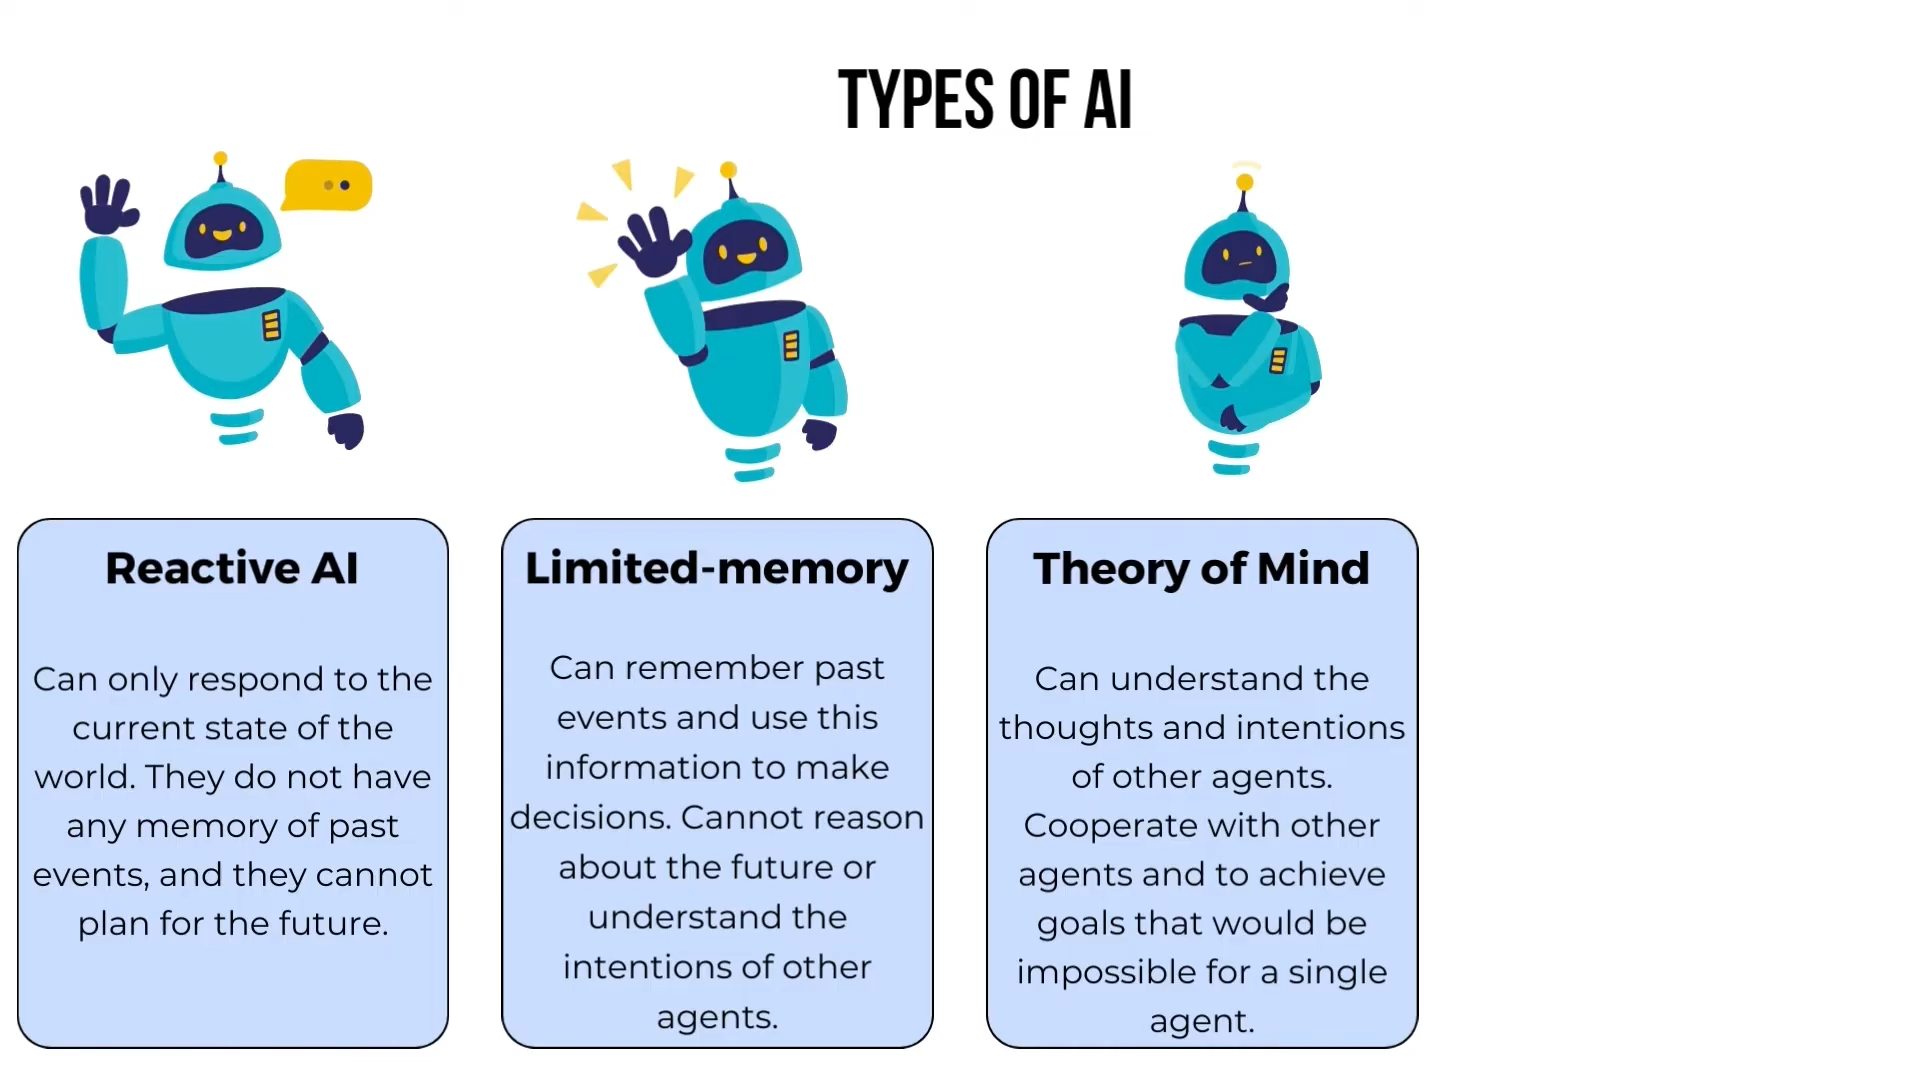 TYPES OF AI
Reactive AI
Can only respond to the
current state of the
world. They do not have
any memory of past
events, and they cannot
plan for the future.
Limited-memory
Can remember past
events and use this
information to make
decisions. Cannot reason
about the future or
understand the
intentions of other
agents.
Theory of Mind
Can understand the
thoughts and intentions
of other agents.
Cooperate with other
agents and to achieve
goals that would be
impossible for a single
agent.